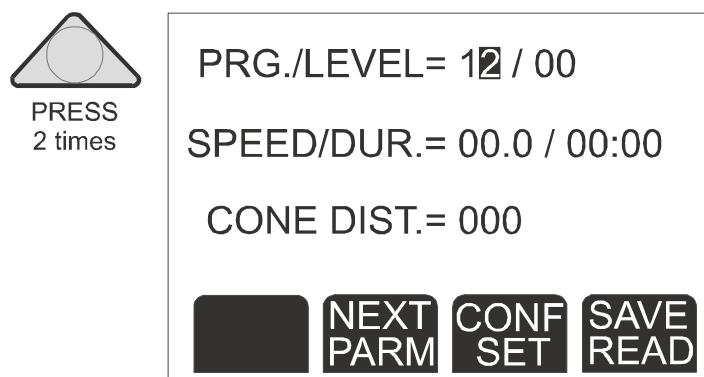 PRESS
2 times
PRG./LEVEL= 12 / 00
SPEED/DUR.= 00.0 / 00:00
CONE DIST.= 000
NEXT PARM
CONF SET
SAVE READ